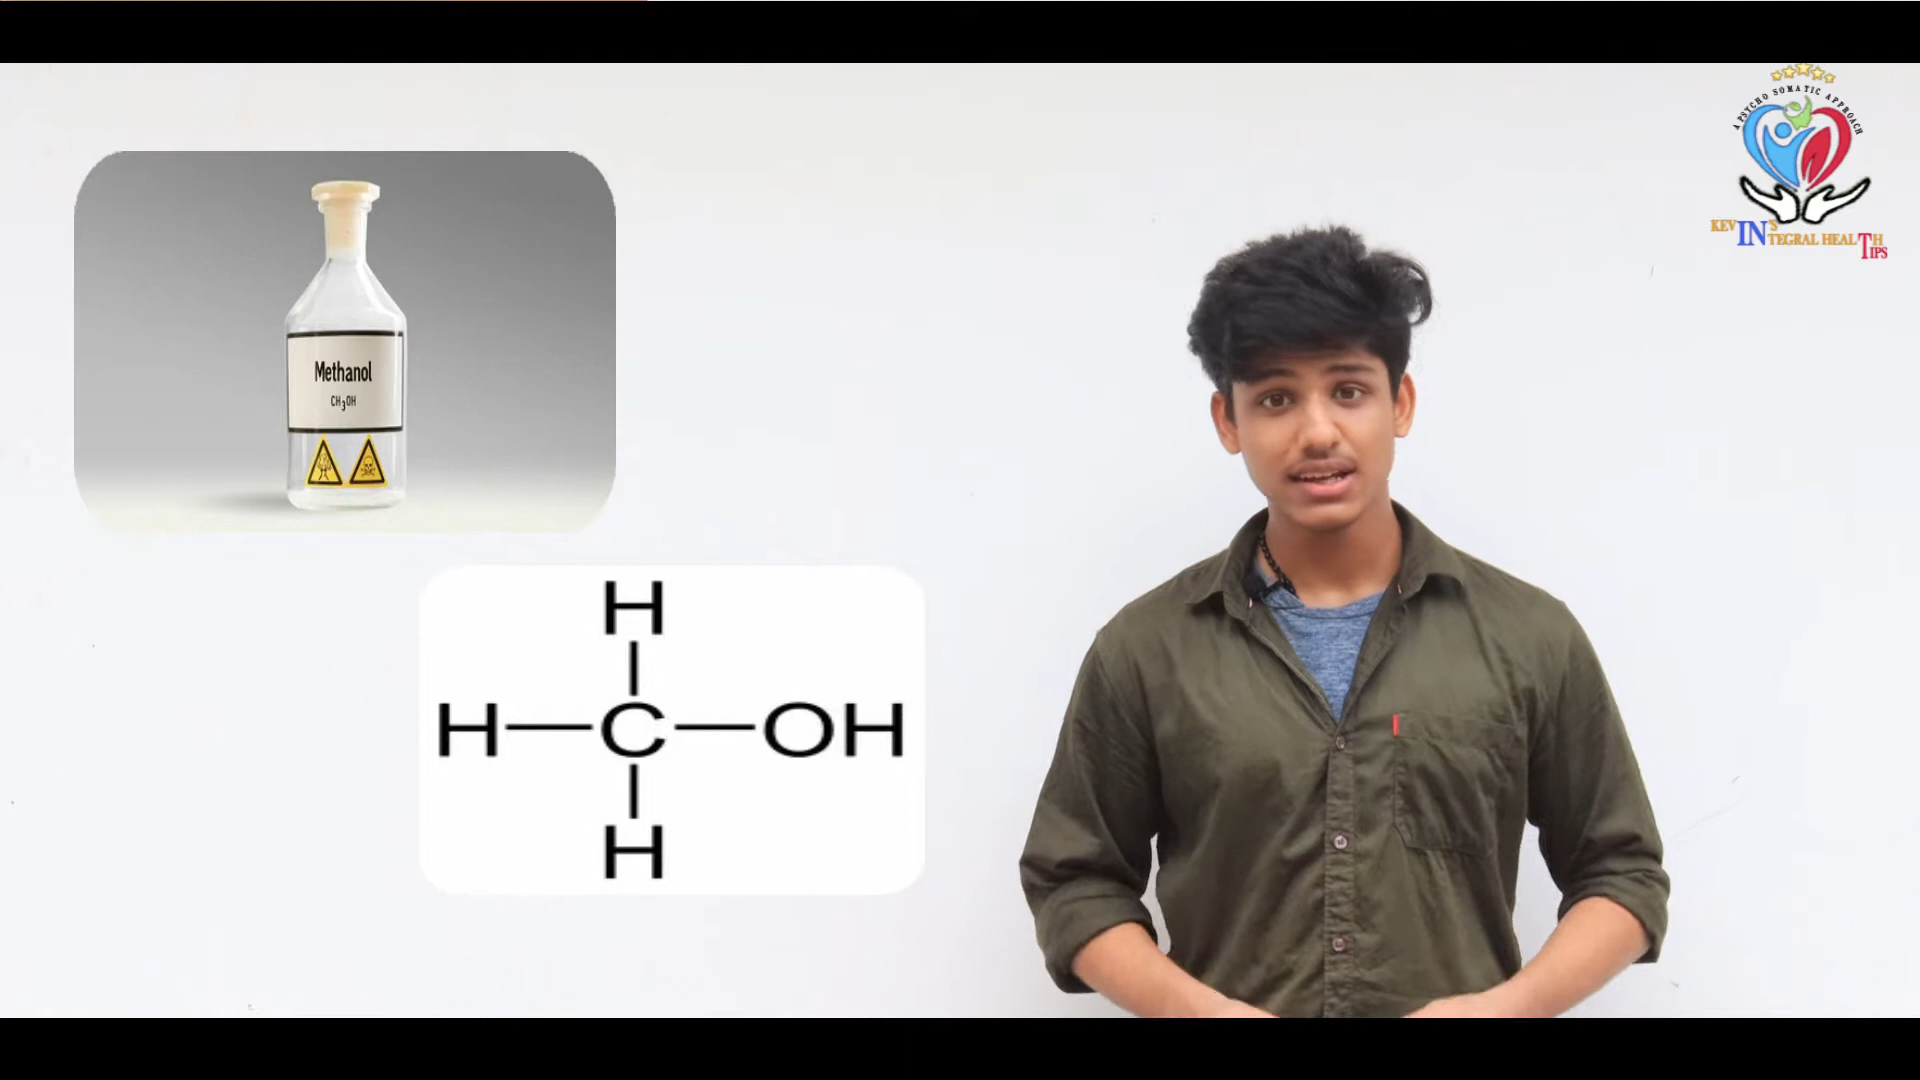 A PSYCHO SOMATIC APPROACH
KEVIN'S
INTEGRAL HEALTH
TIPS
Methanol
CH3OH
H
H—C—OH
H